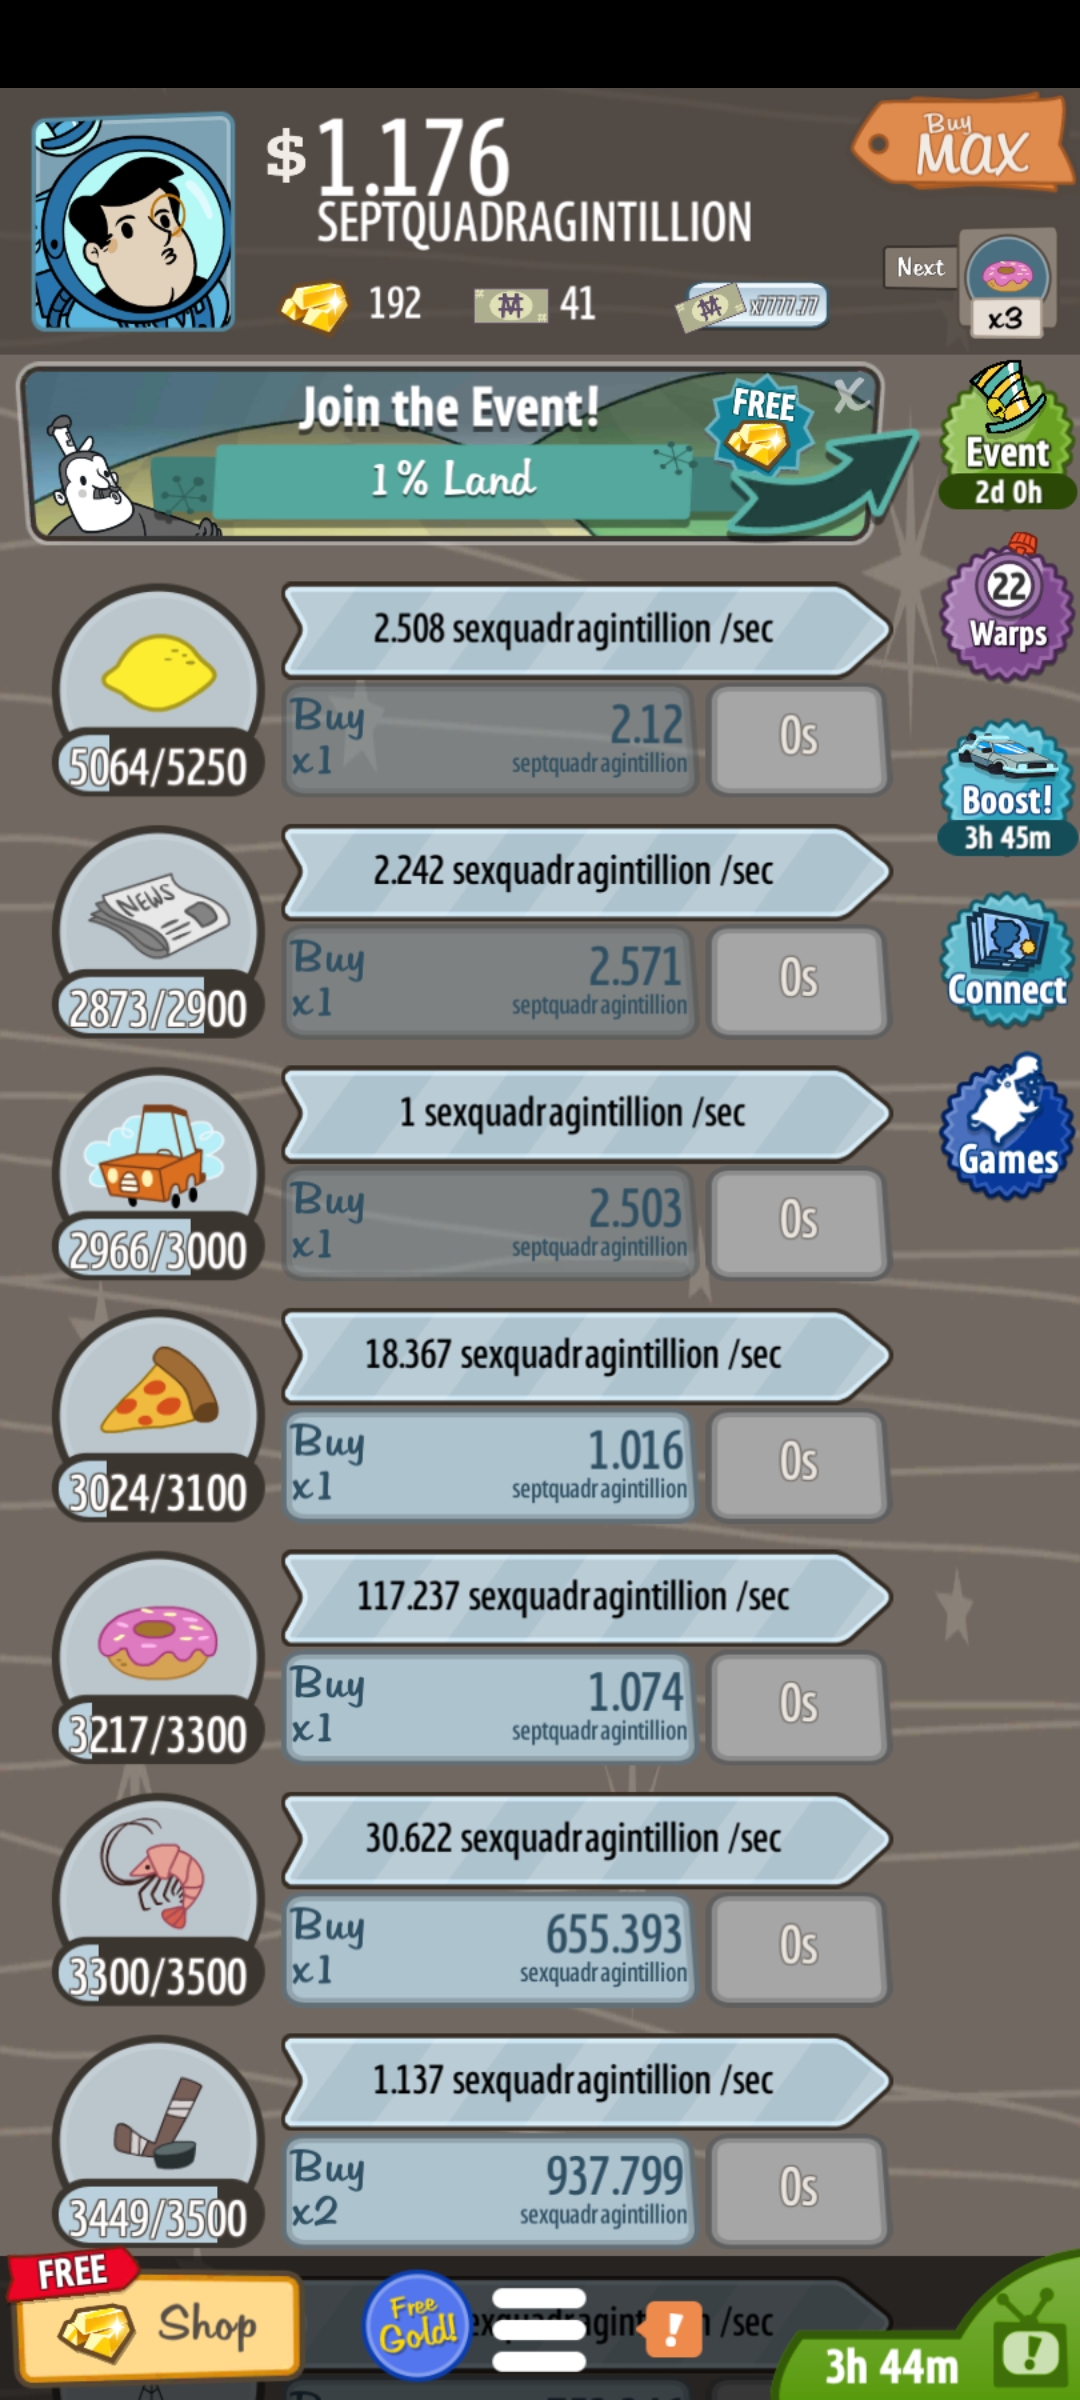 $1.176
SEPTQUADRAGINTILLION
Buy
MAX
192
41
x7777.77
Next
x3
Join the Event!
1% Land
FREE
X
Event
2d 0h
22
Warps
Boost!
3h 45m
Connect
Games
2.508 sexquadragintillion /sec
5064/5250
Buy
x1
2.12
septquadragintillion
0s
NEWS
2.242 sexquadragintillion /sec
2873/2900
Buy
x1
2.571
septquadragintillion
0s
1 sexquadragintillion /sec
2966/3000
Buy
x1
2.503
septquadragintillion
0s
18.367 sexquadragintillion /sec
3024/3100
Buy
x1
1.016
septquadragintillion
0s
117.237 sexquadragintillion /sec
3217/3300
Buy
x1
1.074
septquadragintillion
0s
30.622 sexquadragintillion /sec
3300/3500
Buy
x1
655.393
sexquadragintillion
0s
1.137 sexquadragintillion /sec
3449/3500
Buy
x2
937.799
sexquadragintillion
0s
FREE
Shop
Free
Gold!
!
/sec
3h 44m
!